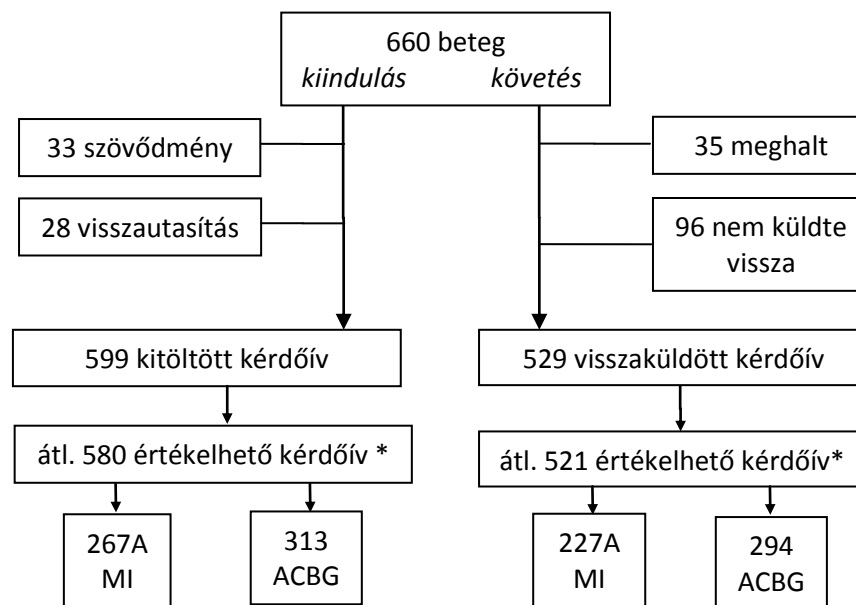 660 beteg
kiindulás követés
33 szövődmény
28 visszautasítás
35 meghalt
96 nem küldte
vissza
599 kitöltött kérdőív
529 visszaküldött kérdőív
átl. 580 értékelhető kérdőív *
átl. 521 értékelhető kérdőív*
267A
MI
313
ACBG
227A
MI
294
ACBG